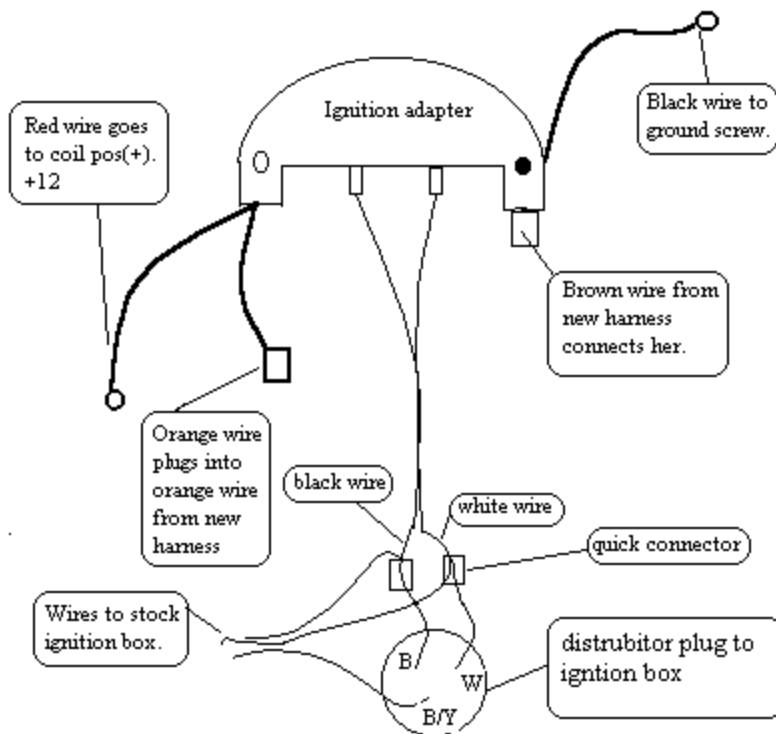 Ignition adapter
Black wire to
ground screw.
Red wire goes
to coil pos(+).
+12
Brown wire from
new harness
connects her.
Orange wire
plugs into
orange wire
from new
harness
black wire
white wire
quick connector
Wires to stock
ignition box.
distrubitor plug to
igntion box
B
W
B/Y